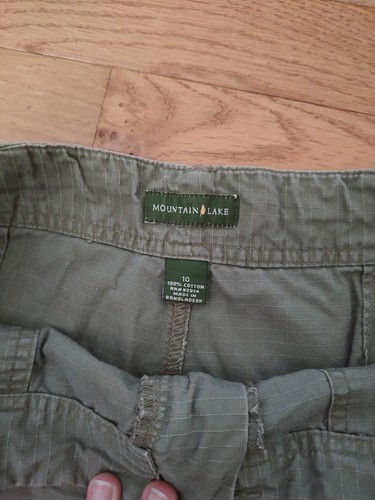 MOUNTAIN LAKE
10
100% COTTON
RN#82914
MADE IN
BANGLADESH